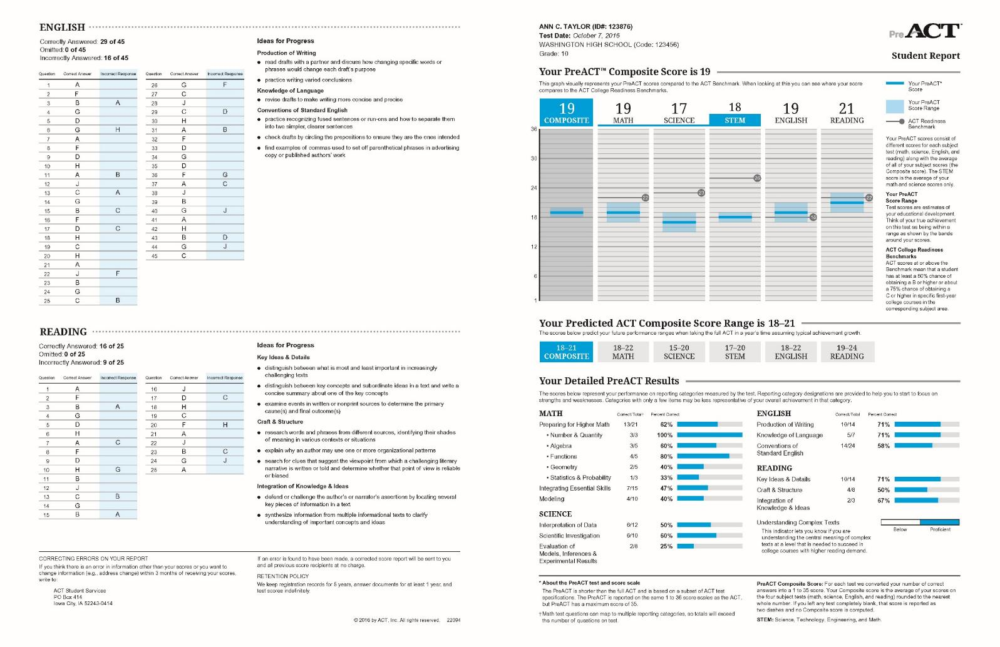 ENGLISH
Correctly Answered: 29 of 45
Omitted: 0 of 45
Incorrectly Answered: 16 of 45
Question Correct Answer Incorrect Response
1 A
2 F
3 B A
4 G
5 D
6 G H
7 A
8 F
9 D
10 H
11 A B
12 J
13 C A
14 G
15 B C
16 F
17 D C
18 H
19 C
20 H
21 A
22 J F
23 B
24 G
25 C B
Question Correct Answer Incorrect Response
26 G F
27 C
28 J
29 C D
30 H
31 A B
32 F
33 D
34 G
35 D
36 F G
37 A C
38 J
39 B
40 G J
41 A
42 H
43 B D
44 G J
45 C
Ideas for Progress
Production of Writing
● read drafts with a partner and discuss how changing specific words or
phrases would change each draft's purpose
● practice writing varied conclusions
Knowledge of Language
● revise drafts to make writing more concise and precise
Conventions of Standard English
● practice recognizing fused sentences or run-ons and how to separate them
into two simpler, clearer sentences
● check drafts by circling the prepositions to ensure they are the ones intended
● find examples of commas used to set off parenthetical phrases in advertising
copy or published authors' work
READING
Correctly Answered: 16 of 25
Omitted: 0 of 25
Incorrectly Answered: 9 of 25
Question Correct Answer Incorrect Response
1 A
2 F
3 B A
4 G
5 D
6 H
7 A C
8 F
9 D
10 H G
11 B
12 J
13 C B
14 G
15 B A
Question Correct Answer Incorrect Response
16 J
17 D C
18 H
19 C
20 F H
21 A
22 J
23 B C
24 G J
25 A
Ideas for Progress
Key Ideas & Details
● distinguish between what is most and least important in increasingly
challenging texts
● distinguish between key concepts and subordinate ideas in a text and write a
concise summary about one of the key concepts
● examine events in written or nonprint sources to determine the primary
cause(s) and final outcome(s)
Craft & Structure
● research words and phrases from different sources, identifying their shades
of meaning in various contexts or situations
● explain why an author may use one or more organizational patterns
● search for clues that suggest the viewpoint from which a challenging literary
narrative is written or told and determine whether that point of view is reliable
or biased
Integration of Knowledge & Ideas
● defend or challenge the author's or narrator's assertions by locating several
key pieces of information in a text
● synthesize information from multiple informational texts to clarify
understanding of important concepts and ideas
CORRECTING ERRORS ON YOUR REPORT
If you think there is an error in information other than your scores or you want to
change information (e.g., address change) within 3 months of receiving your scores,
write to:
ACT Student Services
PO Box 414
Iowa City, IA 52243-0414
If an error is found to have been made, a corrected score report will be sent to you
and all previous score recipients at no charge.
RETENTION POLICY
We keep registration records for 5 years, answer documents for at least 1 year, and
test scores indefinitely.
© 2016 by ACT, Inc. All rights reserved. 22094
ANN C. TAYLOR (ID#: 123876)
Test Date: October 7, 2016
WASHINGTON HIGH SCHOOL (Code: 123456)
Grade: 10
PreACT™
Student Report
Your PreACT™ Composite Score is 19
This graph visually represents your PreACT scores compared to the ACT Benchmark. When looking at this you can see where your score
compares to the ACT College Readiness Benchmarks.
19 19 17 18 19 21
COMPOSITE MATH SCIENCE STEM ENGLISH READING
36
30
24
18
12
6
1
22
23
26
18
22
Your PreACT*
Score
Your PreACT
Score Range
ACT Readiness
Benchmark
Your PreACT scores consist of
different scores for each subject
test (math, science, English, and
reading) along with the average
of all of your subject scores (the
Composite score). The STEM
score is the average of your
math and science scores only.
Your PreACT
Score Range
Test scores are estimates of
your educational development.
Think of your true achievement
on this test as being within a
range as shown by the bands
around your scores.
ACT College Readiness
Benchmarks
ACT scores at or above the
Benchmark mean that a student
has at least a 50% chance of
obtaining a B or higher or about
a 75% chance of obtaining a
C or higher in specific first-year
college courses in the
corresponding subject area.
Your Predicted ACT Composite Score Range is 18–21
The scores below predict your future performance ranges when taking the full ACT in a year's time assuming typical achievement growth.
18–21 18–22 15–20 17–20 18–22 19–24
COMPOSITE MATH SCIENCE STEM ENGLISH READING
Your Detailed PreACT Results
The scores below represent your performance on reporting categories measured by the test. Reporting category designations are provided to help you to start to focus on
strengths and weaknesses. Categories with only a few items may be less representative of your overall achievement in that category.
MATH Correct/Total† Percent Correct
Preparing for Higher Math 13/21 62%
• Number & Quantity 3/3 100%
• Algebra 3/5 60%
• Functions 4/5 80%
• Geometry 2/5 40%
• Statistics & Probability 1/3 33%
Integrating Essential Skills 7/15 47%
Modeling 4/10 40%
SCIENCE
Interpretation of Data 6/12 50%
Scientific Investigation 6/10 60%
Evaluation of 2/8 25%
Models, Inferences &
Experimental Results
ENGLISH Correct/Total Percent Correct
Production of Writing 10/14 71%
Knowledge of Language 5/7 71%
Conventions of 14/24 58%
Standard English
READING
Key Ideas & Details 10/14 71%
Craft & Structure 4/8 50%
Integration of 2/3 67%
Knowledge & Ideas
Understanding Complex Texts
Below Proficient
This indicator lets you know if you are
understanding the central meaning of complex
texts at a level that is needed to succeed in
college courses with higher reading demand.
* About the PreACT test and score scale
The PreACT is shorter than the full ACT and is based on a subset of ACT test
specifications. The PreACT is reported on the same 1 to 36 score scales as the ACT,
but PreACT has a maximum score of 35.
† Math test questions can map to multiple reporting categories, so totals will exceed
the number of questions on test.
PreACT Composite Score: For each test we converted your number of correct
answers into a 1 to 35 score. Your Composite score is the average of your scores on
the four subject tests (math, science, English, and reading) rounded to the nearest
whole number. If you left any test completely blank, that score is reported as
two dashes and no Composite score is computed.
STEM: Science, Technology, Engineering, and Math.